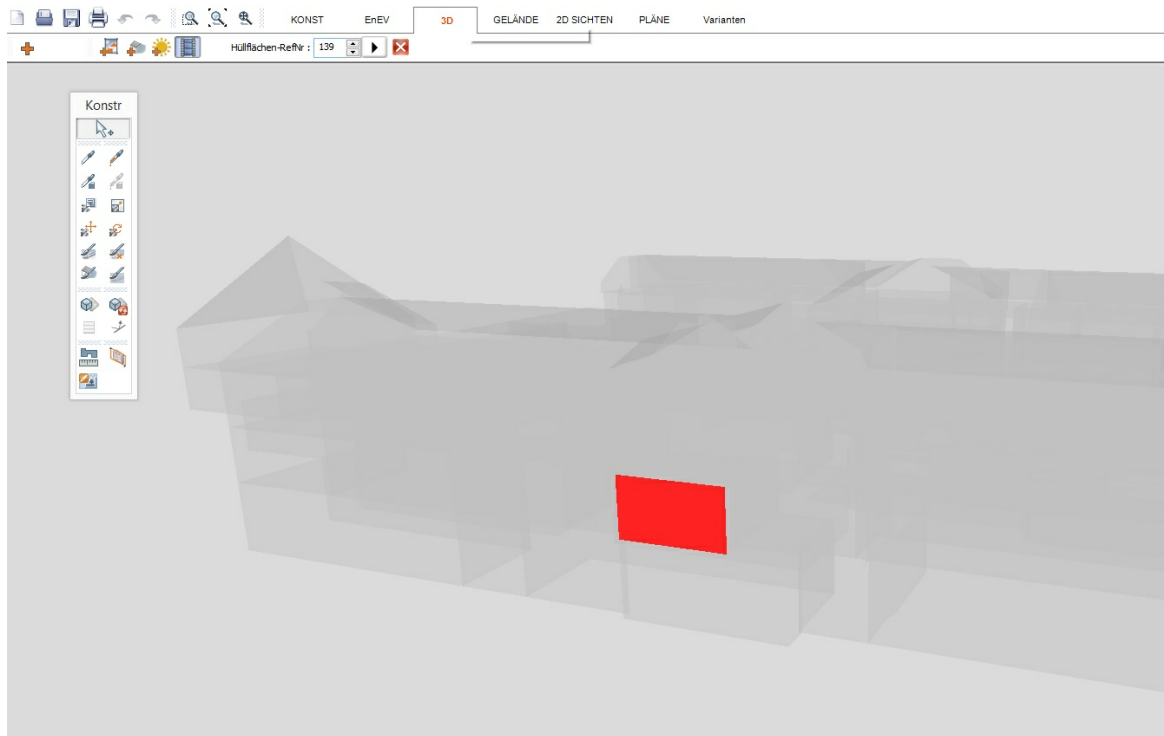 KONST EnEV 3D GELÄNDE 2D SICHTEN PLÄNE Varianten
Hüllflächen-RefNr : 139
Konstr